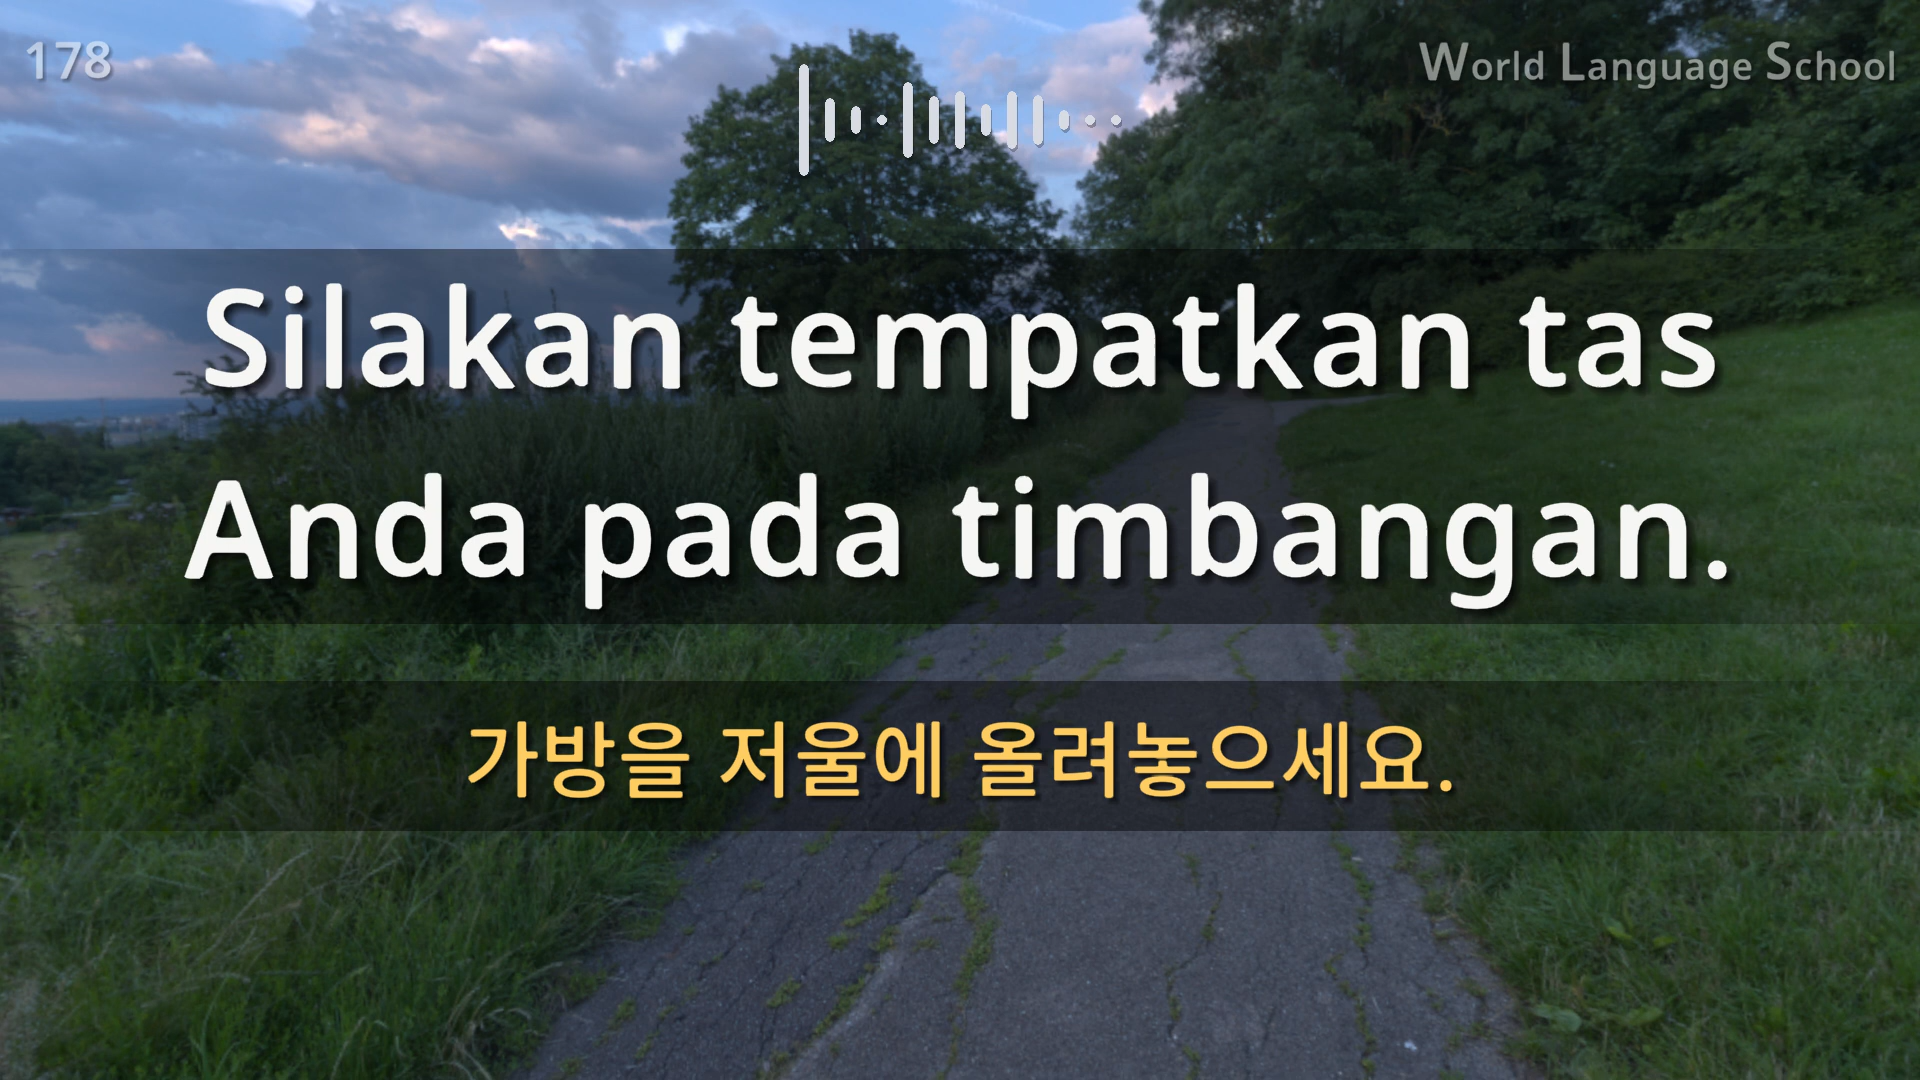 178
World Language School
Silakan tempatkan tas
Anda pada timbangan.
가방을 저울에 올려놓으세요.